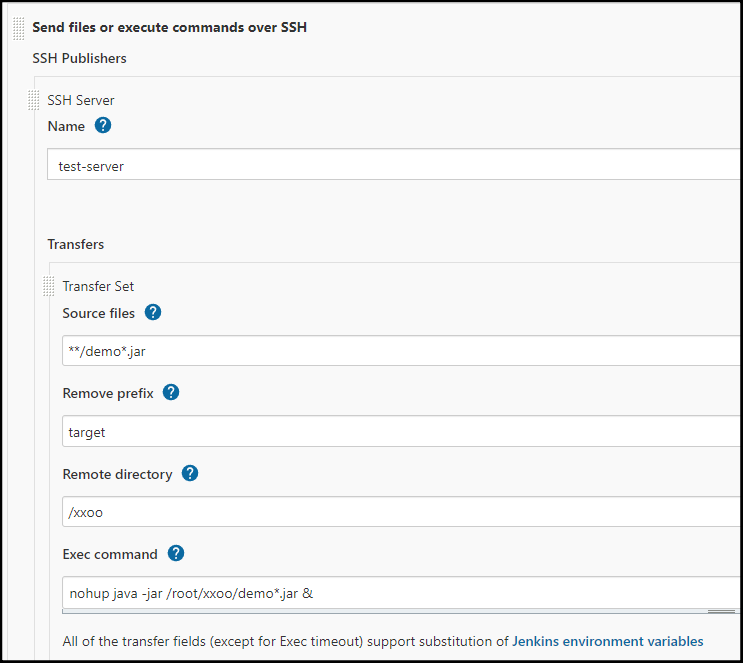 Send files or execute commands over SSH
SSH Publishers
SSH Server
Name ?
test-server
Transfers
Transfer Set
Source files ?
**/demo*.jar
Remove prefix ?
target
Remote directory ?
/xxoo
Exec command ?
nohup java -jar /root/xxoo/demo*.jar &
All of the transfer fields (except for Exec timeout) support substitution of Jenkins environment variables